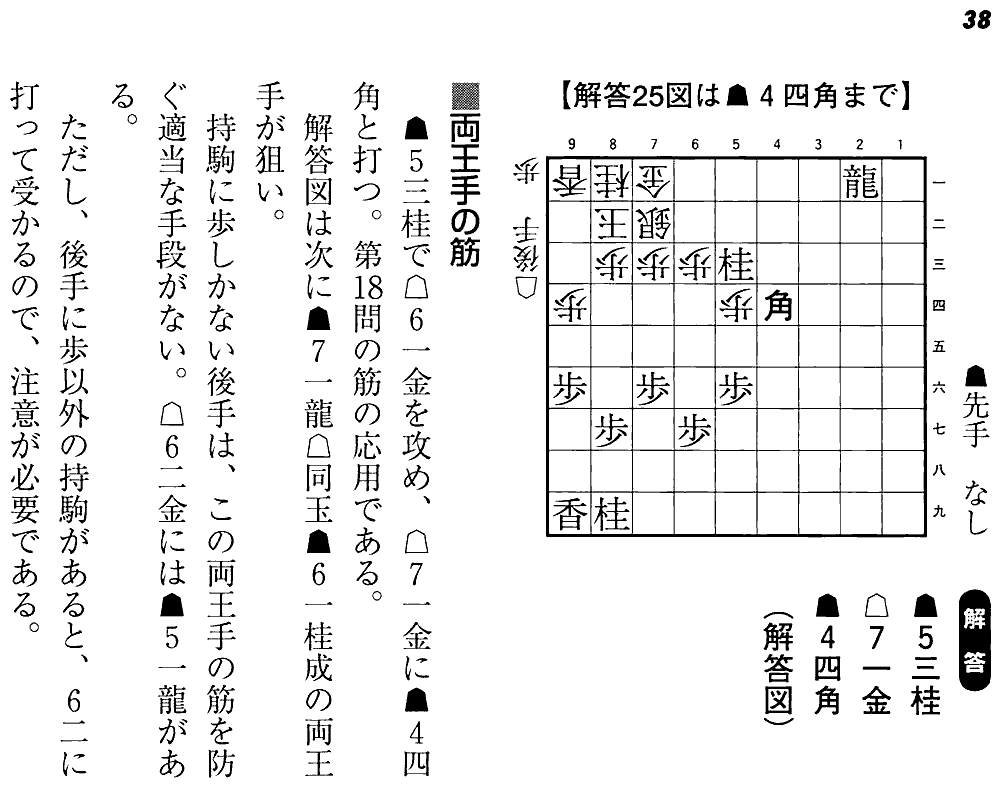 38
解答
▲5三桂
△7一金
▲4四角
（解答図）
【解答25図は▲4四角まで】
9 8 7 6 5 4 3 2 1
香 桂 金 龍 一
王 銀 二
歩 歩 歩 桂 三
歩 歩 角 四
五
歩 歩 歩 六
歩 歩 七
八
香 桂 九
▲先手 なし
△後手 歩
■両王手の筋
▲5三桂で△6一金を攻め、△7一金に▲4四
角と打つ。第18問の筋の応用である。
解答図は次に▲7一龍△同玉▲6一桂成の両王
手が狙い。
持駒に歩しかない後手は、この両王手の筋を防
ぐ適当な手段がない。△6二金には▲5一龍があ
る。
ただし、後手に歩以外の持駒があると、6二に
打って受かるので、注意が必要である。